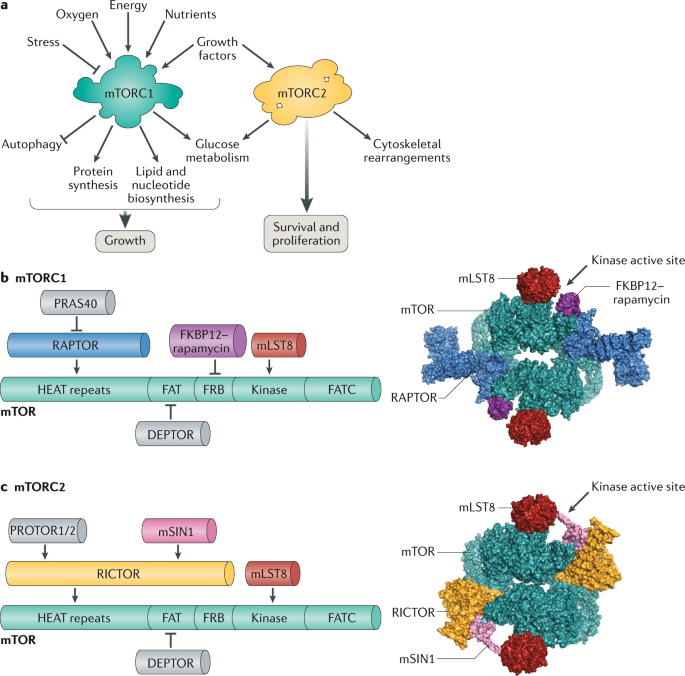 a
Energy
Oxygen
Nutrients
Stress
Growth
factors
mTORC1
mTORC2
Autophagy
Protein
synthesis
Lipid and
nucleotide
biosynthesis
Glucose
metabolism
Cytoskeletal
rearrangements
Growth
Survival and
proliferation
b mTORC1
PRAS40
RAPTOR
FKBP12–
rapamycin
mLST8
HEAT repeats
FAT
FRB
Kinase
FATC
mTOR
DEPTOR
Kinase active site
mLST8
FKBP12–
rapamycin
mTOR
RAPTOR
c mTORC2
PROTOR1/2
mSIN1
RICTOR
mLST8
HEAT repeats
FAT
FRB
Kinase
FATC
mTOR
DEPTOR
Kinase active site
mLST8
mTOR
RICTOR
mSIN1